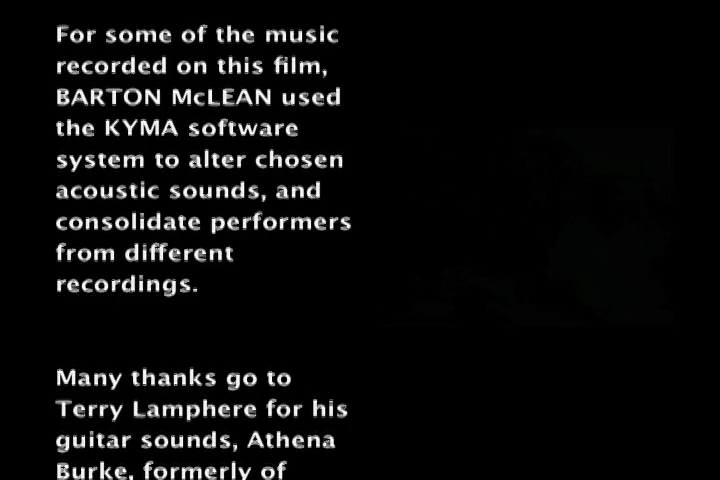 For some of the music
recorded on this film,
BARTON McLEAN used
the KYMA software
system to alter chosen
acoustic sounds, and
consolidate performers
from different
recordings.
Many thanks go to
Terry Lamphere for his
guitar sounds, Athena
Burke, formerly of